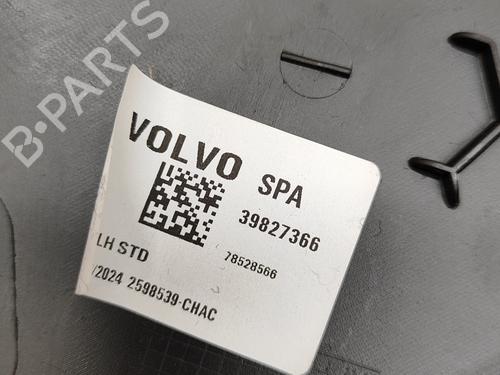 B·PARTS
VOLVO SPA
39827366
LH STD 78528566
/2024 2598539-CHAC